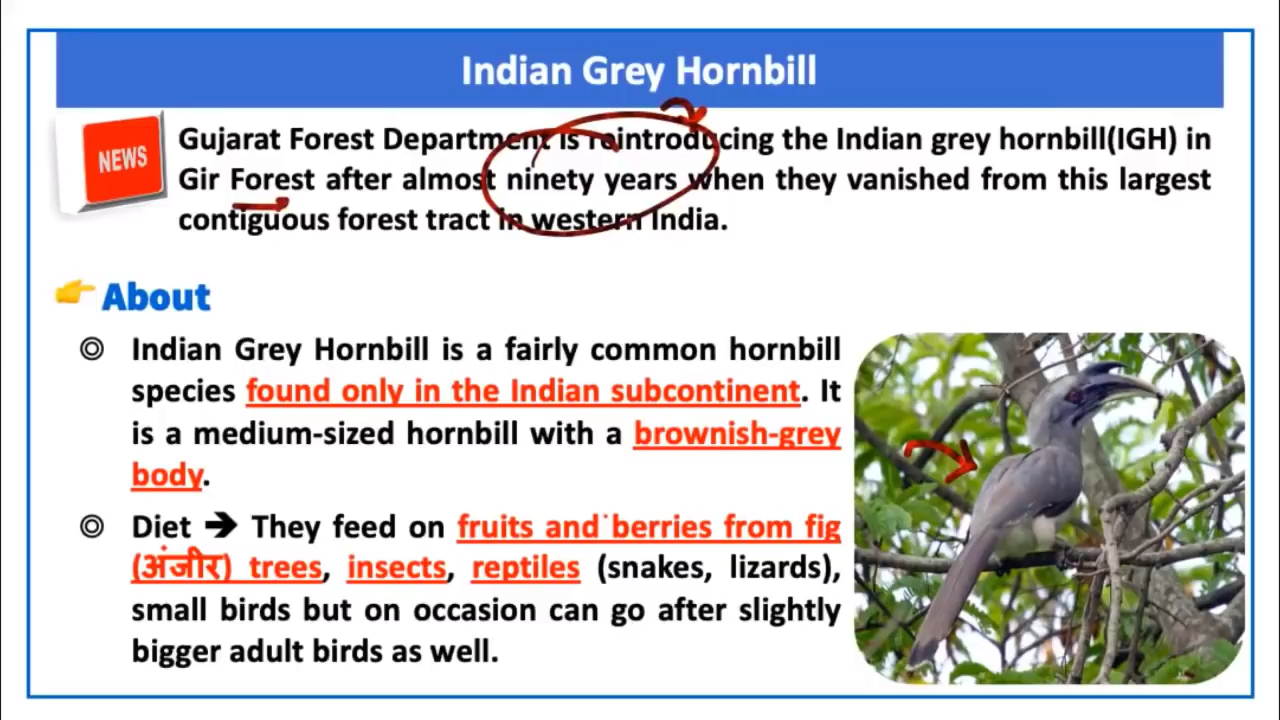 Indian Grey Hornbill
NEWS
Gujarat Forest Department is reintroducing the Indian grey hornbill(IGH) in
Gir Forest after almost ninety years when they vanished from this largest
contiguous forest tract in western India.
👉 About
◎ Indian Grey Hornbill is a fairly common hornbill
species found only in the Indian subcontinent. It
is a medium-sized hornbill with a brownish-grey
body.
◎ Diet ➔ They feed on fruits and berries from fig
(अंजीर) trees, insects, reptiles (snakes, lizards),
small birds but on occasion can go after slightly
bigger adult birds as well.